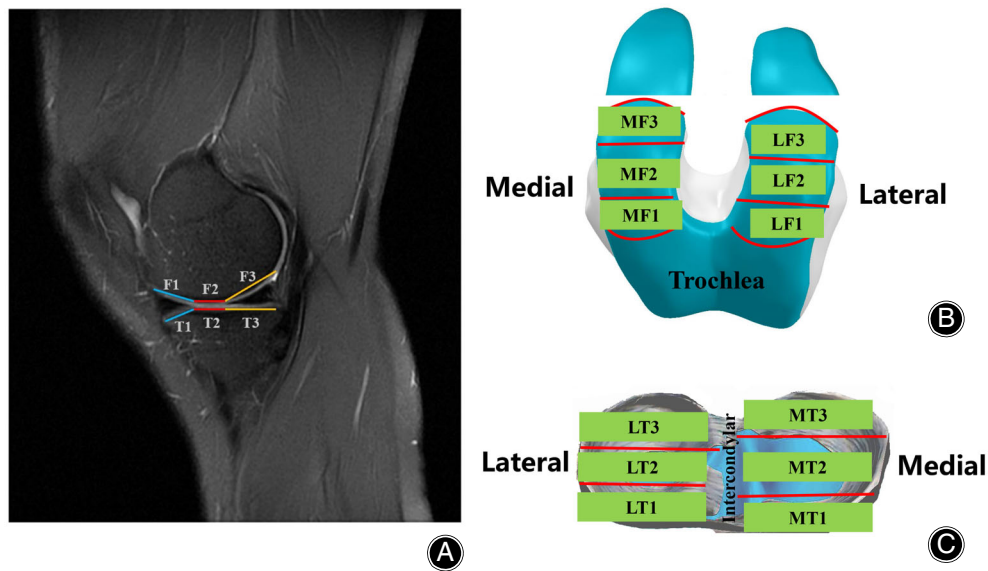 F1
F2
F3
T1
T2
T3
A
MF3
MF2
MF1
LF3
LF2
LF1
Medial
Lateral
Trochlea
B
LT3
LT2
LT1
Intercondylar
MT3
MT2
MT1
Lateral
Medial
C